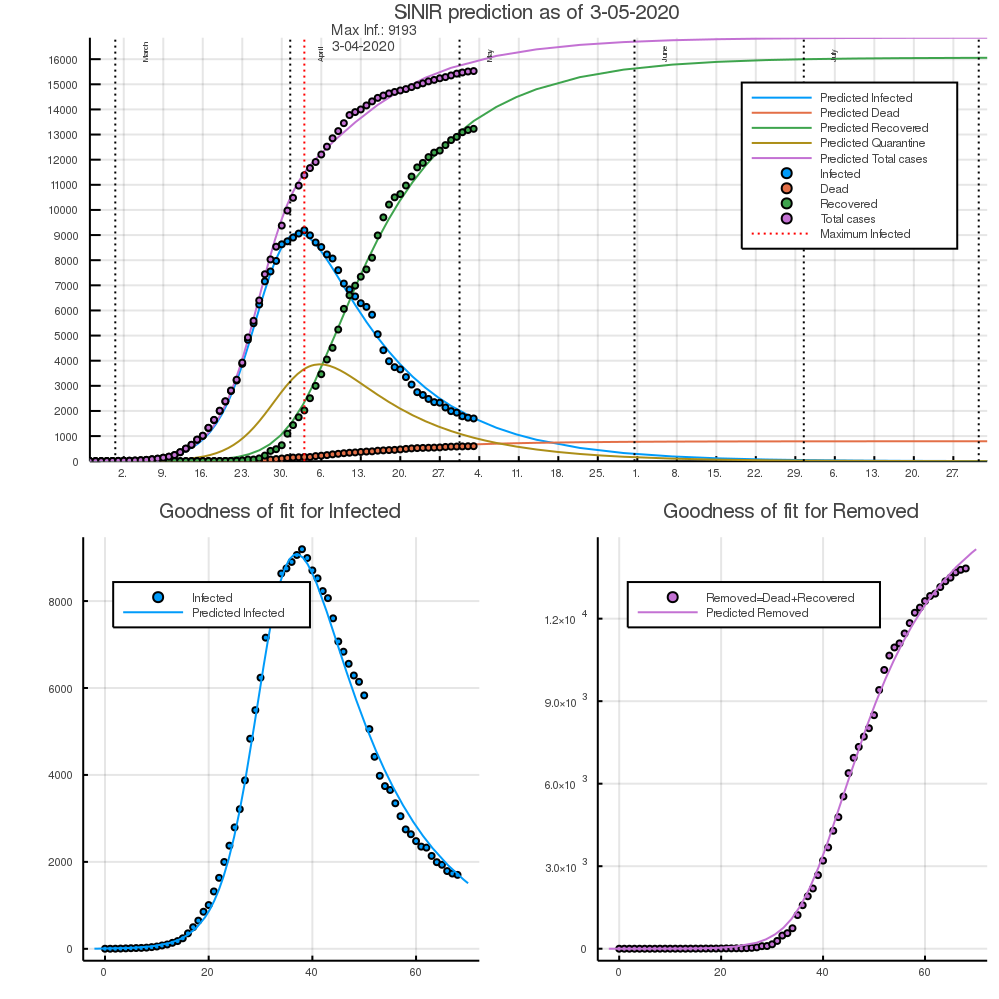 SINIR prediction as of 3-05-2020
Max Inf.: 9193
3-04-2020
March
April
May
June
July
16000
15000
14000
13000
12000
11000
10000
9000
8000
7000
6000
5000
4000
3000
2000
1000
0
Predicted Infected
Predicted Dead
Predicted Recovered
Predicted Quarantine
Predicted Total cases
Infected
Dead
Recovered
Total cases
Maximum Infected
2. 9. 16. 23. 30. 6. 13. 20. 27. 4. 11. 18. 25. 1. 8. 15. 22. 29. 6. 13. 20. 27.
Goodness of fit for Infected
8000
6000
4000
2000
0
Infected
Predicted Infected
0 20 40 60
Goodness of fit for Removed
1.2×10 4
9.0×10 3
6.0×10 3
3.0×10 3
0
Removed=Dead+Recovered
Predicted Removed
0 20 40 60